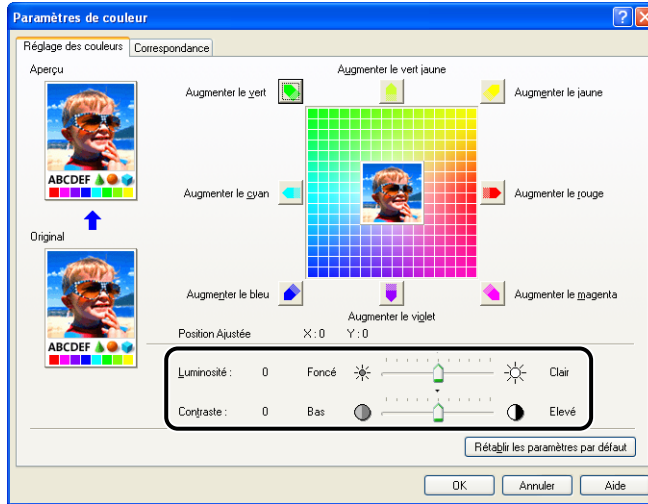 Paramètres de couleur
Réglage des couleurs
Correspondance
Aperçu
ABCDEF
Original
ABCDEF
Augmenter le vert jaune
Augmenter le vert
Augmenter le jaune
Augmenter le cyan
Augmenter le rouge
Augmenter le bleu
Augmenter le magenta
Augmenter le violet
Position Ajustée X : 0 Y : 0
Luminosité : 0 Foncé Clair
Contraste : 0 Bas Elevé
Rétablir les paramètres par défaut
OK Annuler Aide